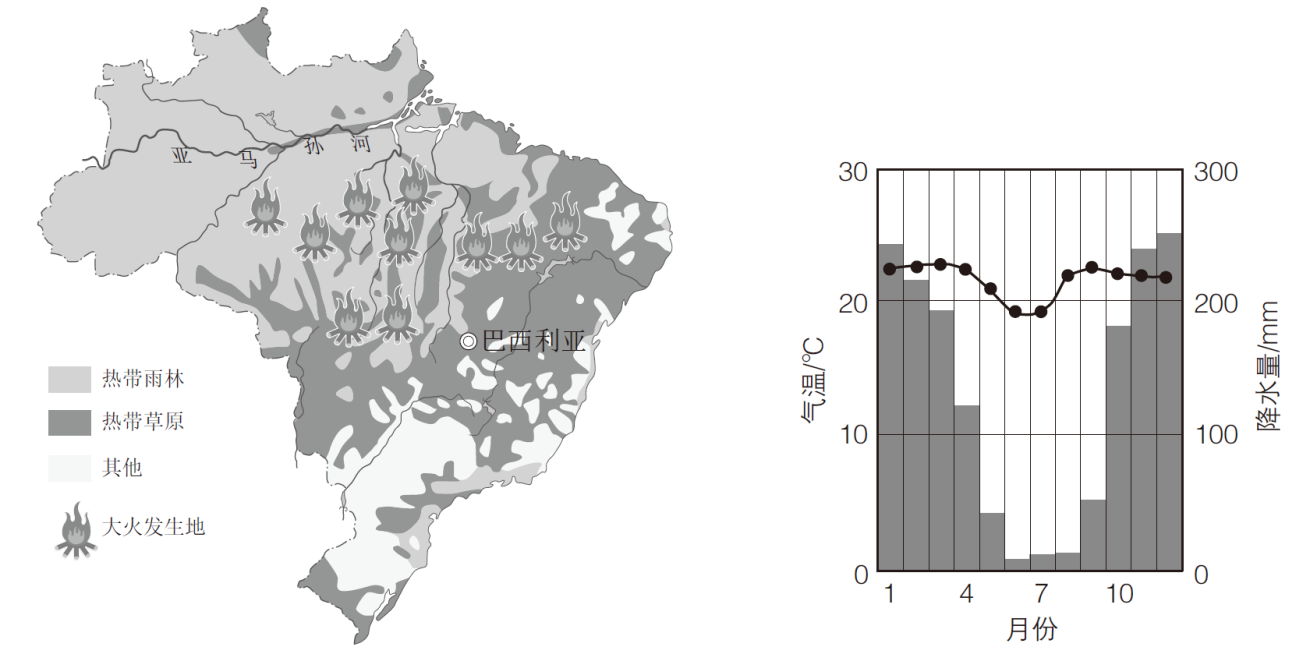 亚马孙河
巴西利亚
热带雨林
热带草原
其他
大火发生地
30
20
10
0
气温/℃
300
200
100
0
降水量/mm
1 4 7 10
月份